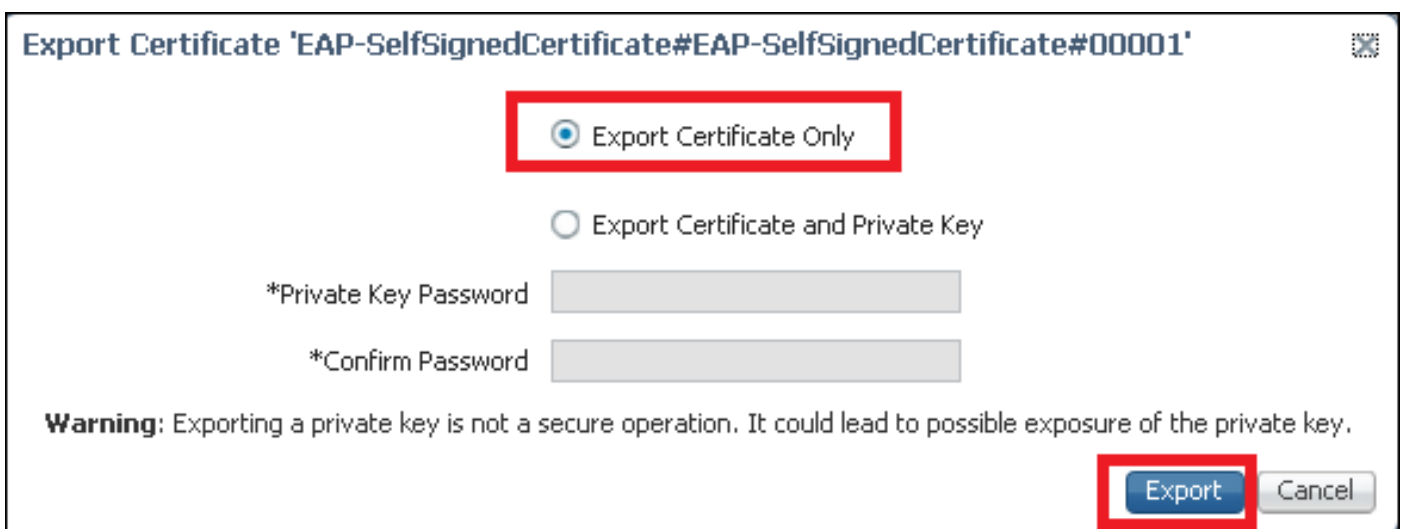 Export Certificate 'EAP-SelfSignedCertificate#EAP-SelfSignedCertificate#00001'
Export Certificate Only
Export Certificate and Private Key
*Private Key Password
*Confirm Password
Warning: Exporting a private key is not a secure operation. It could lead to possible exposure of the private key.
Export Cancel